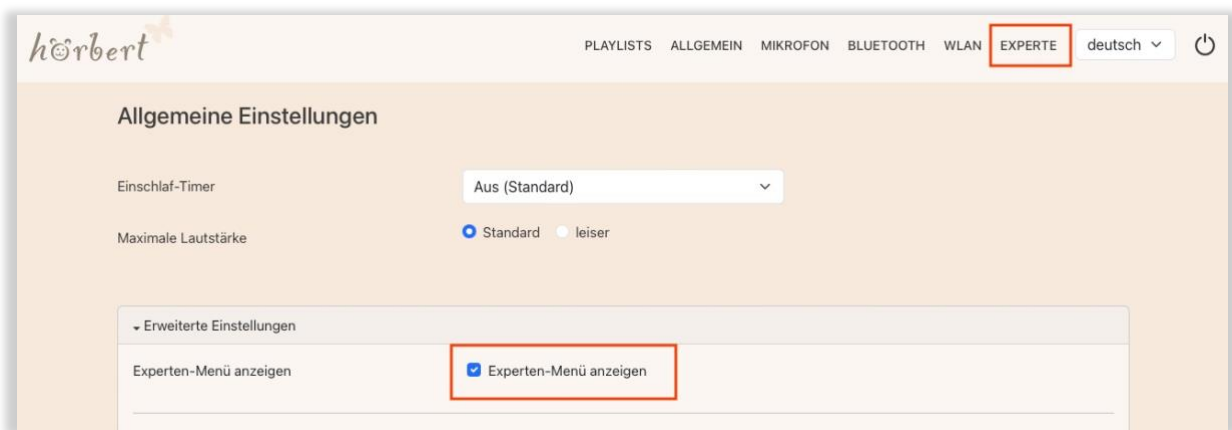 hörbert
PLAYLISTS ALLGEMEIN MIKROFON BLUETOOTH WLAN EXPERTE deutsch
Allgemeine Einstellungen
Einschlaf-Timer Aus (Standard)
Maximale Lautstärke Standard leiser
Erweiterte Einstellungen
Experten-Menü anzeigen Experten-Menü anzeigen